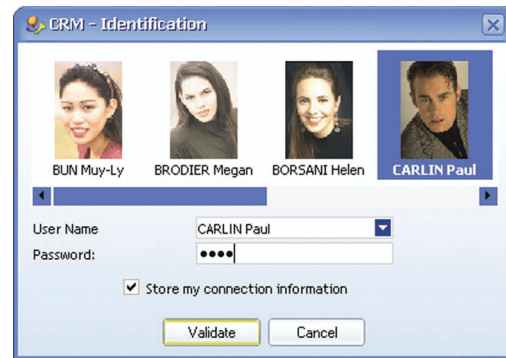 CRM - Identification
BUN Muy-Ly BRODIER Megan BORSANI Helen CARLIN Paul
User Name CARLIN Paul
Password: ●●●●
Store my connection information
Validate Cancel